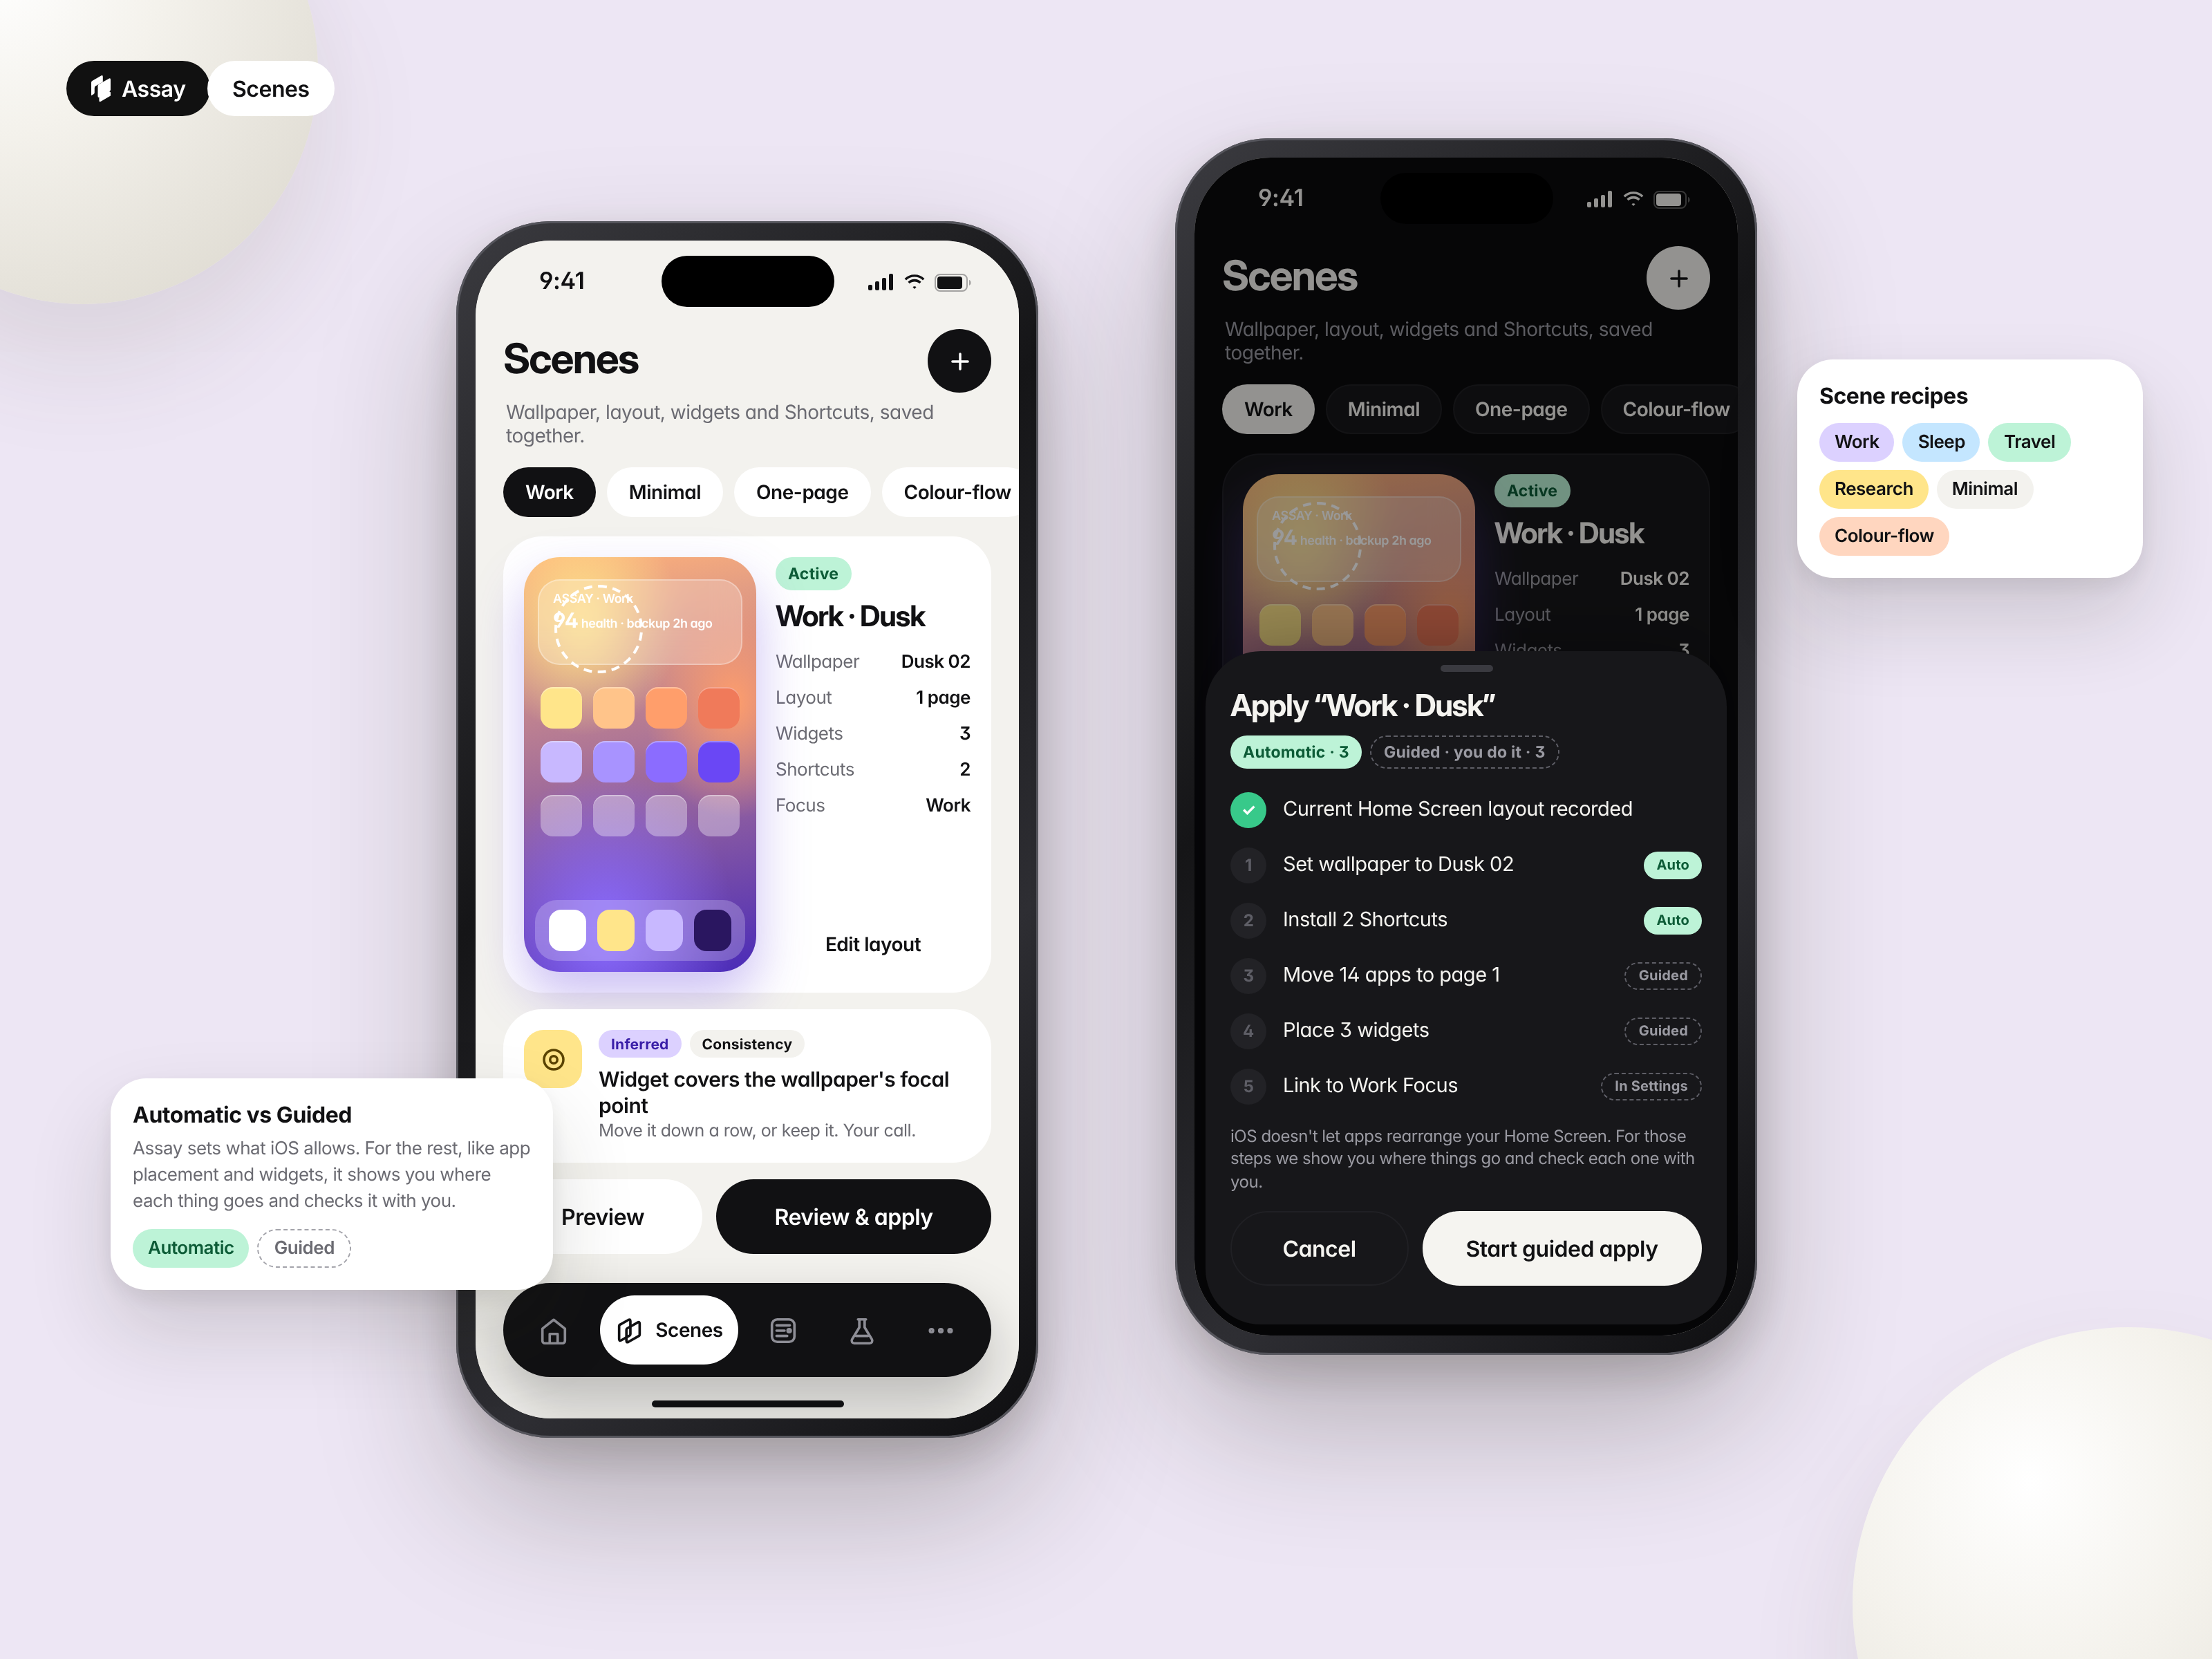 Assay
Scenes
9:41
Scenes
Wallpaper, layout, widgets and Shortcuts, saved
together.
Work
Minimal
One-page
Colour-flow
ASSAY · Work
94 health · backup 2h ago
Active
Work · Dusk
Wallpaper Dusk 02
Layout 1 page
Widgets 3
Shortcuts 2
Focus Work
Edit layout
Inferred
Consistency
Widget covers the wallpaper's focal
point
Move it down a row, or keep it. Your call.
Preview
Review & apply
Scenes
Automatic vs Guided
Assay sets what iOS allows. For the rest, like app
placement and widgets, it shows you where
each thing goes and checks it with you.
Automatic
Guided
9:41
Scenes
Wallpaper, layout, widgets and Shortcuts, saved
together.
Work
Minimal
One-page
Colour-flow
ASSAY · Work
94 health · backup 2h ago
Active
Work · Dusk
Wallpaper Dusk 02
Layout 1 page
Widgets 3
Apply “Work · Dusk”
Automatic · 3
Guided · you do it · 3
Current Home Screen layout recorded
1 Set wallpaper to Dusk 02 Auto
2 Install 2 Shortcuts Auto
3 Move 14 apps to page 1 Guided
4 Place 3 widgets Guided
5 Link to Work Focus In Settings
iOS doesn't let apps rearrange your Home Screen. For those
steps we show you where things go and check each one with
you.
Cancel
Start guided apply
Scene recipes
Work
Sleep
Travel
Research
Minimal
Colour-flow